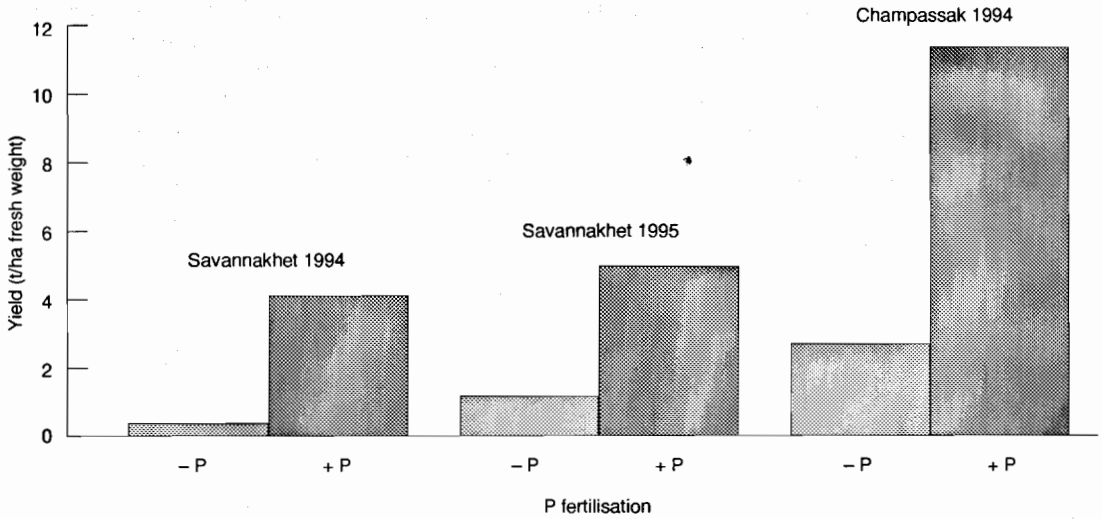 Champassak 1994
Savannakhet 1995
Savannakhet 1994
Yield (t/ha fresh weight)
12
10
8
6
4
2
0
– P
+ P
– P
+ P
– P
+ P
P fertilisation